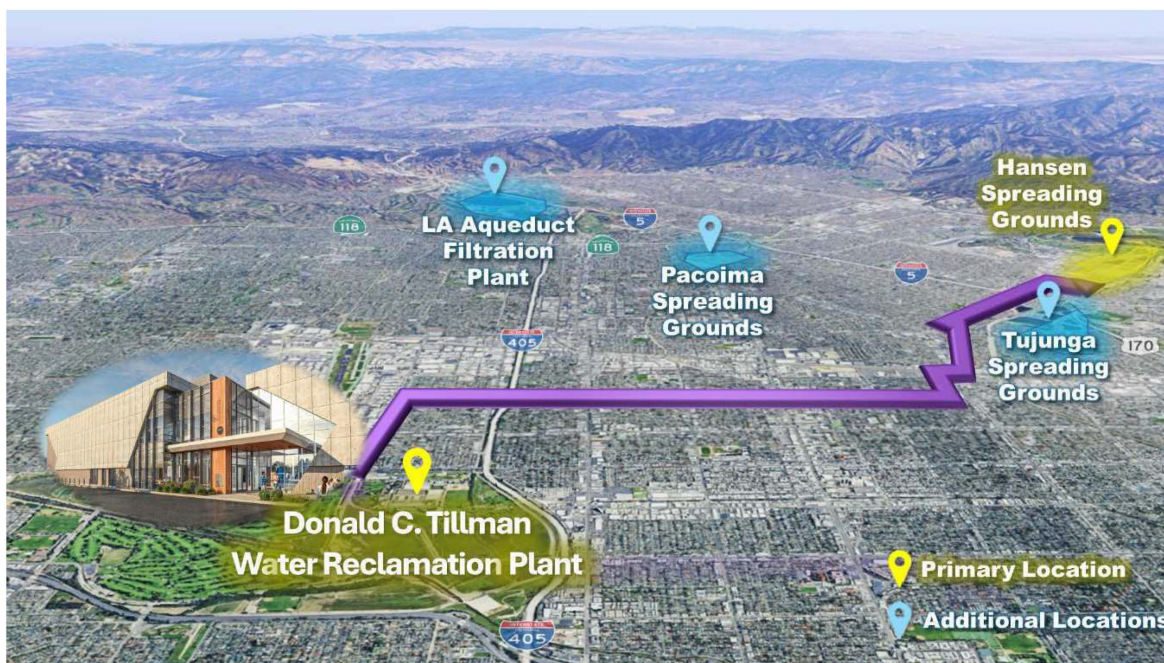 Hansen
Spreading
Grounds
LA Aqueduct
Filtration
Plant
118
5
118
Pacoima
Spreading
Grounds
5
405
Tujunga
Spreading
Grounds
170
Donald C. Tillman
Water Reclamation Plant
Primary Location
Additional Locations
405